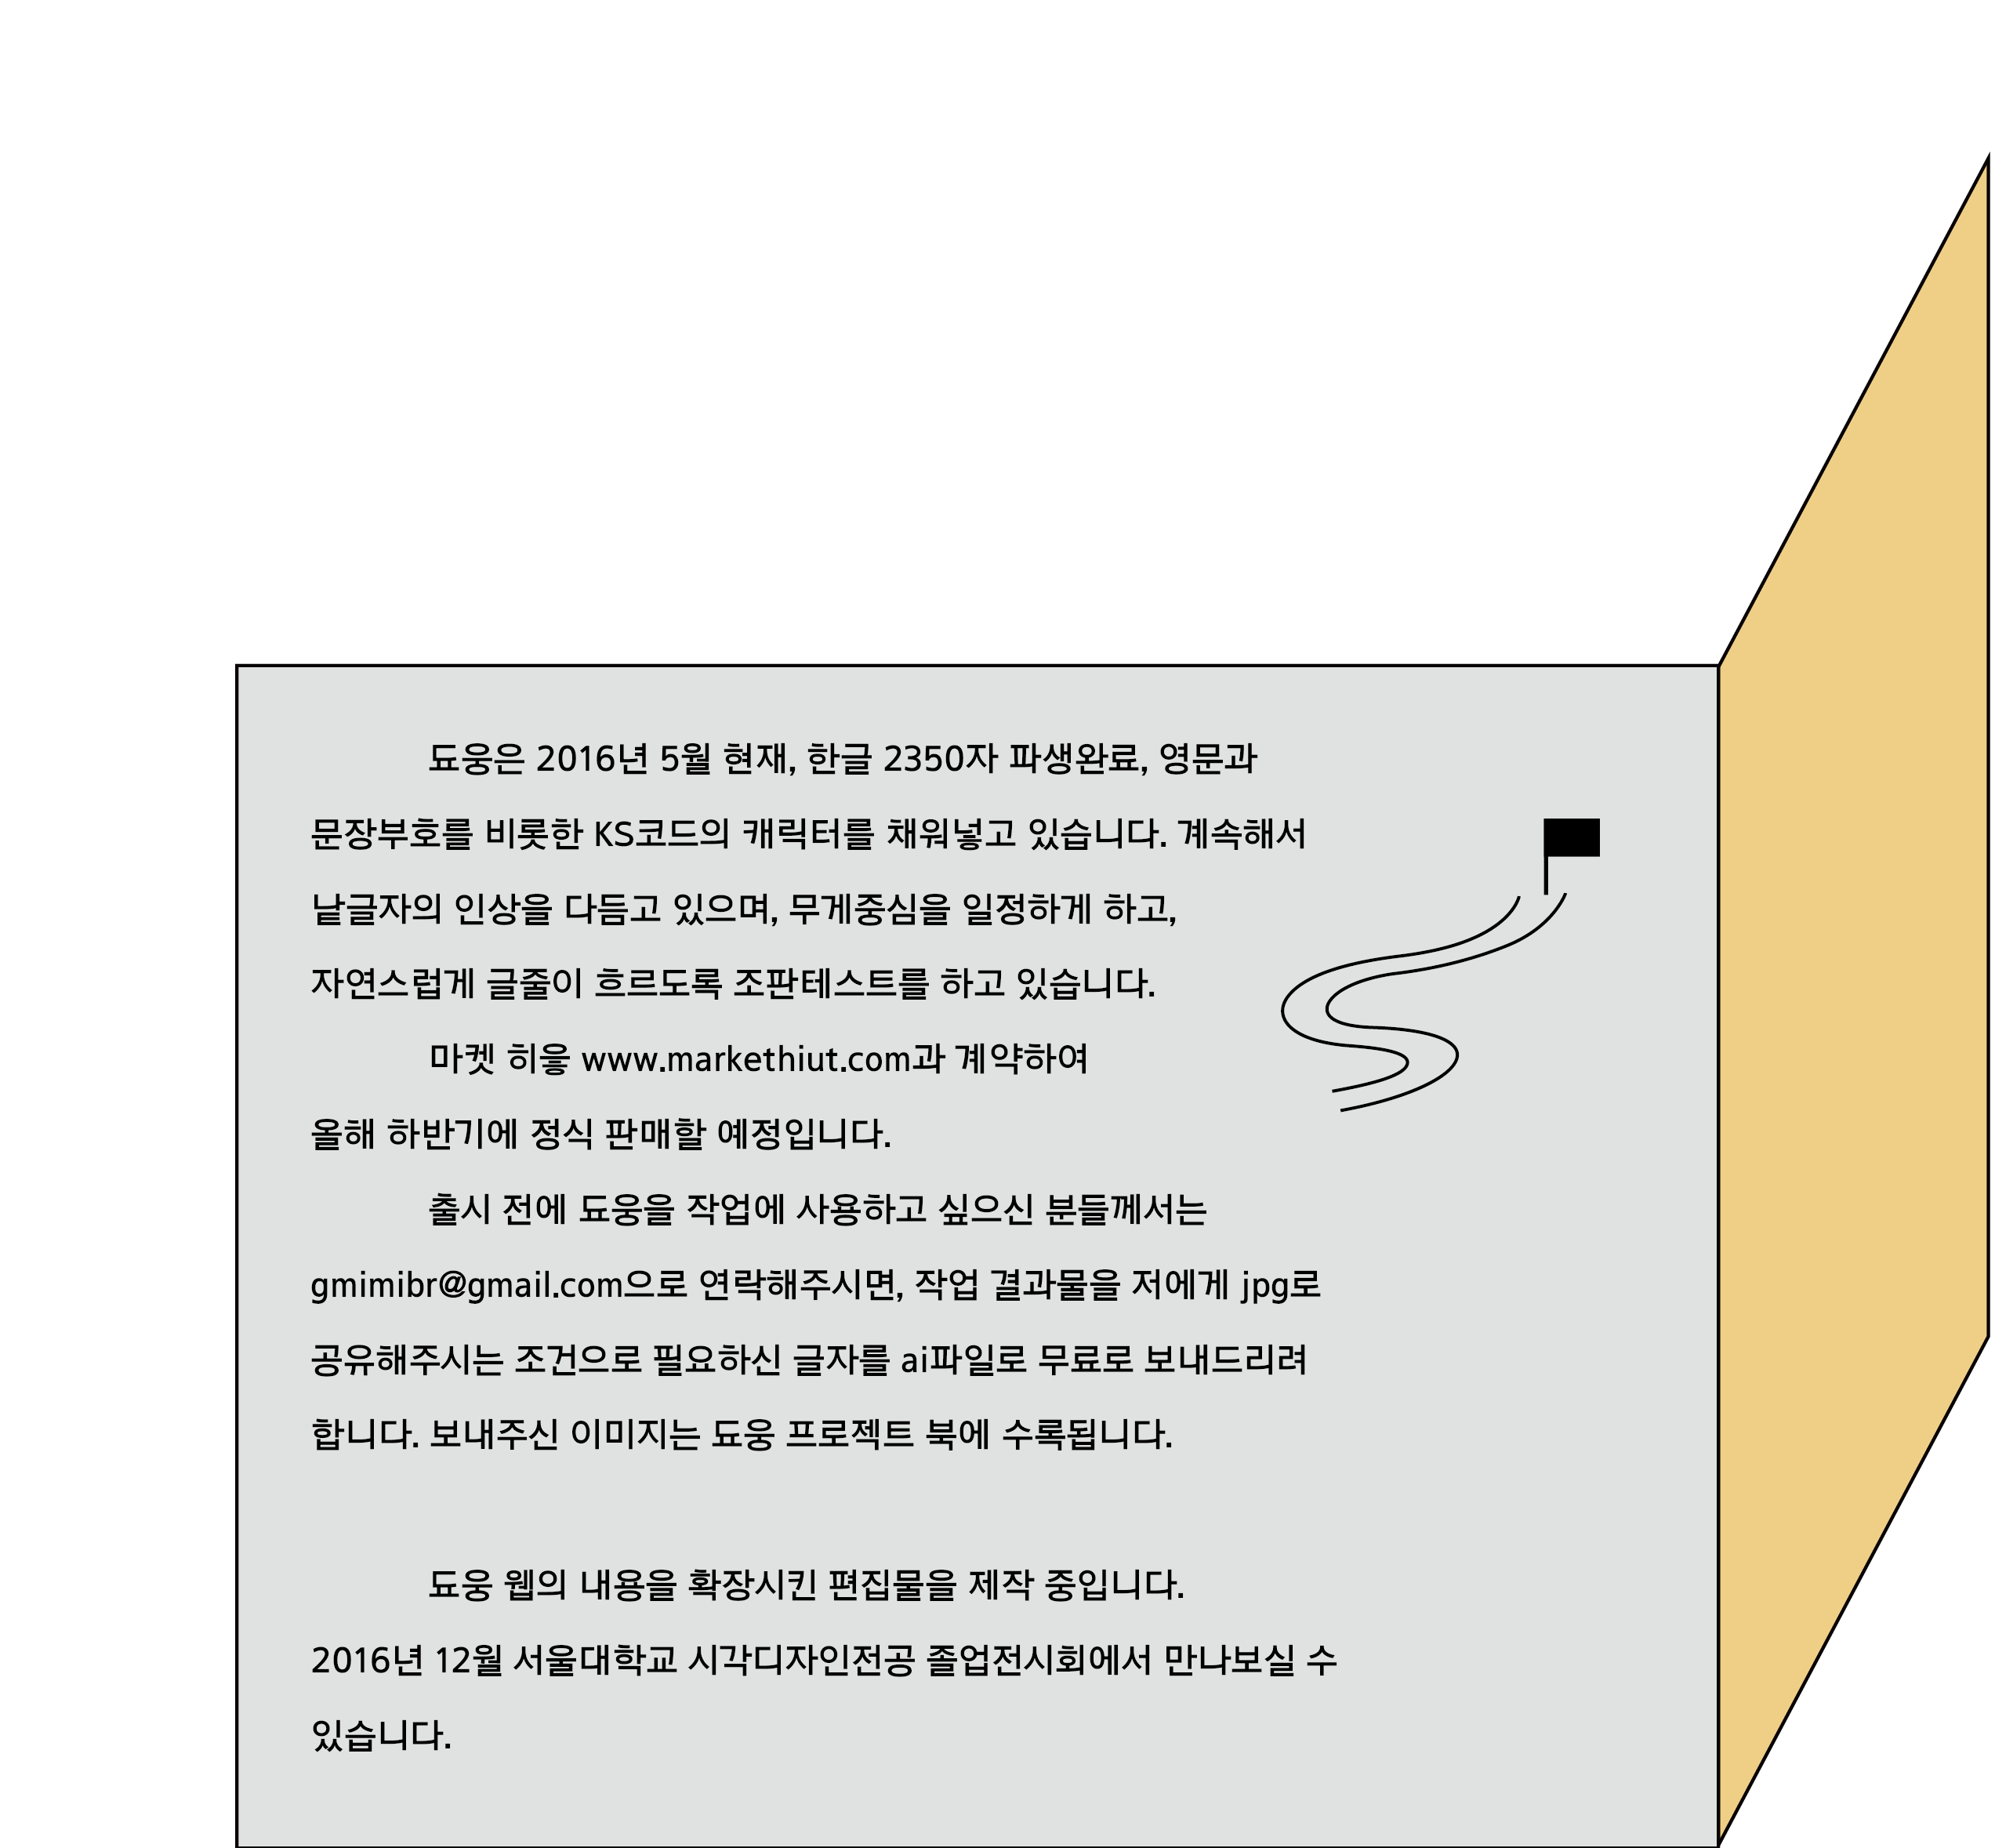 도웅은 2016년 5월 현재, 한글 2350자 파생완료, 영문과
문장부호를 비롯한 KS코드의 캐릭터를 채워넣고 있습니다. 계속해서
낱글자의 인상을 다듬고 있으며, 무게중심을 일정하게 하고,
자연스럽게 글줄이 흐르도록 조판테스트를 하고 있습니다.
마켓 히읗 www.markethiut.com과 계약하여
올해 하반기에 정식 판매할 예정입니다.
출시 전에 도웅을 작업에 사용하고 싶으신 분들께서는
gminnibr@gmail.com으로 연락해주시면, 작업 결과물을 저에게 jpg로
공유해주시는 조건으로 필요하신 글자를 ai파일로 무료로 보내드리려
합니다. 보내주신 이미지는 도웅 프로젝트 북에 수록됩니다.
도웅 웹의 내용을 확장시킨 편집물을 제작 중입니다.
2016년 12월 서울대학교 시각디자인전공 졸업전시회에서 만나보실 수
있습니다.